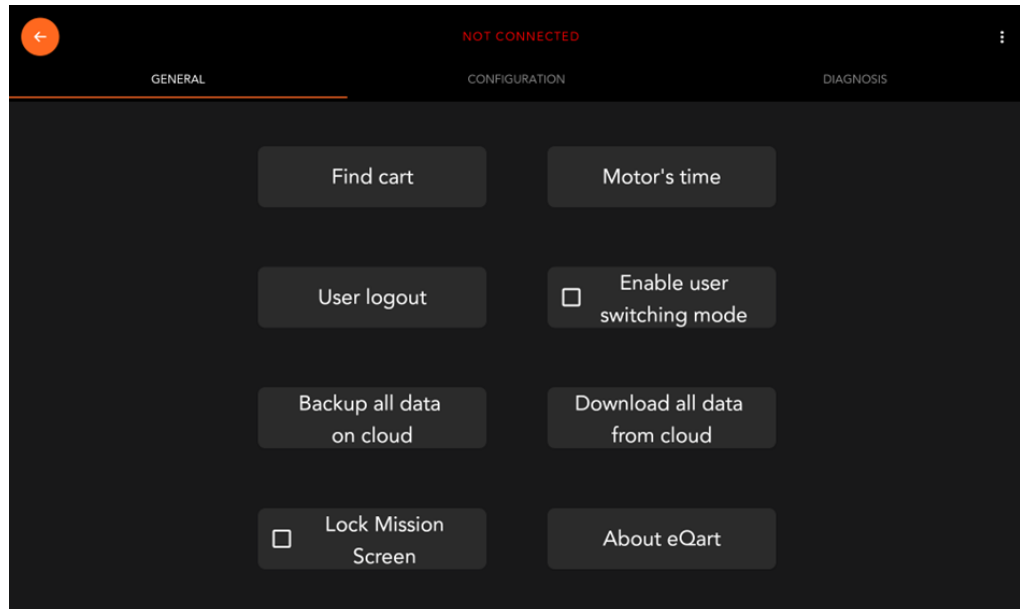 NOT CONNECTED
GENERAL
CONFIGURATION
DIAGNOSIS
Find cart
Motor's time
User logout
Enable user
switching mode
Backup all data
on cloud
Download all data
from cloud
Lock Mission
Screen
About eQart